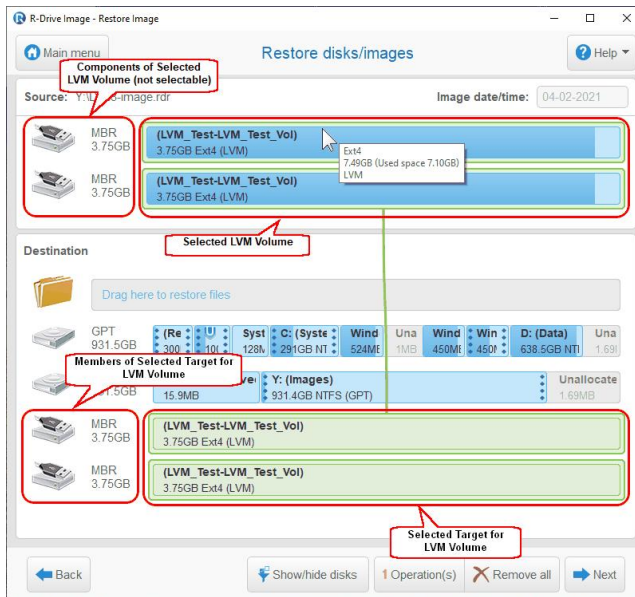 R-Drive Image - Restore Image
Main menu
Restore disks/images
Help
Components of Selected
LVM Volume (not selectable)
Source: Y:\
-image.rdr
Image date/time:
04-02-2021
MBR
3.75GB
(LVM_Test-LVM_Test_Vol)
3.75GB Ext4 (LVM)
Ext4
7.49GB (Used space 7.10GB)
LVM
MBR
3.75GB
(LVM_Test-LVM_Test_Vol)
3.75GB Ext4 (LVM)
Selected LVM Volume
Destination
Drag here to restore files
GPT
931.5GB
(Re
300
Syst
128M
C: (Syste
291GB NT
Wind
524ME
Una
1MB
Wind
450ME
Win
450M
D: (Data)
638.5GB NTI
Una
1.69
Members of Selected Target for
LVM Volume
15.9MB
Y: (Images)
931.4GB NTFS (GPT)
Unallocate
1.69MB
MBR
3.75GB
(LVM_Test-LVM_Test_Vol)
3.75GB Ext4 (LVM)
MBR
3.75GB
(LVM_Test-LVM_Test_Vol)
3.75GB Ext4 (LVM)
Selected Target for
LVM Volume
Back
Show/hide disks
1 Operation(s)
Remove all
Next